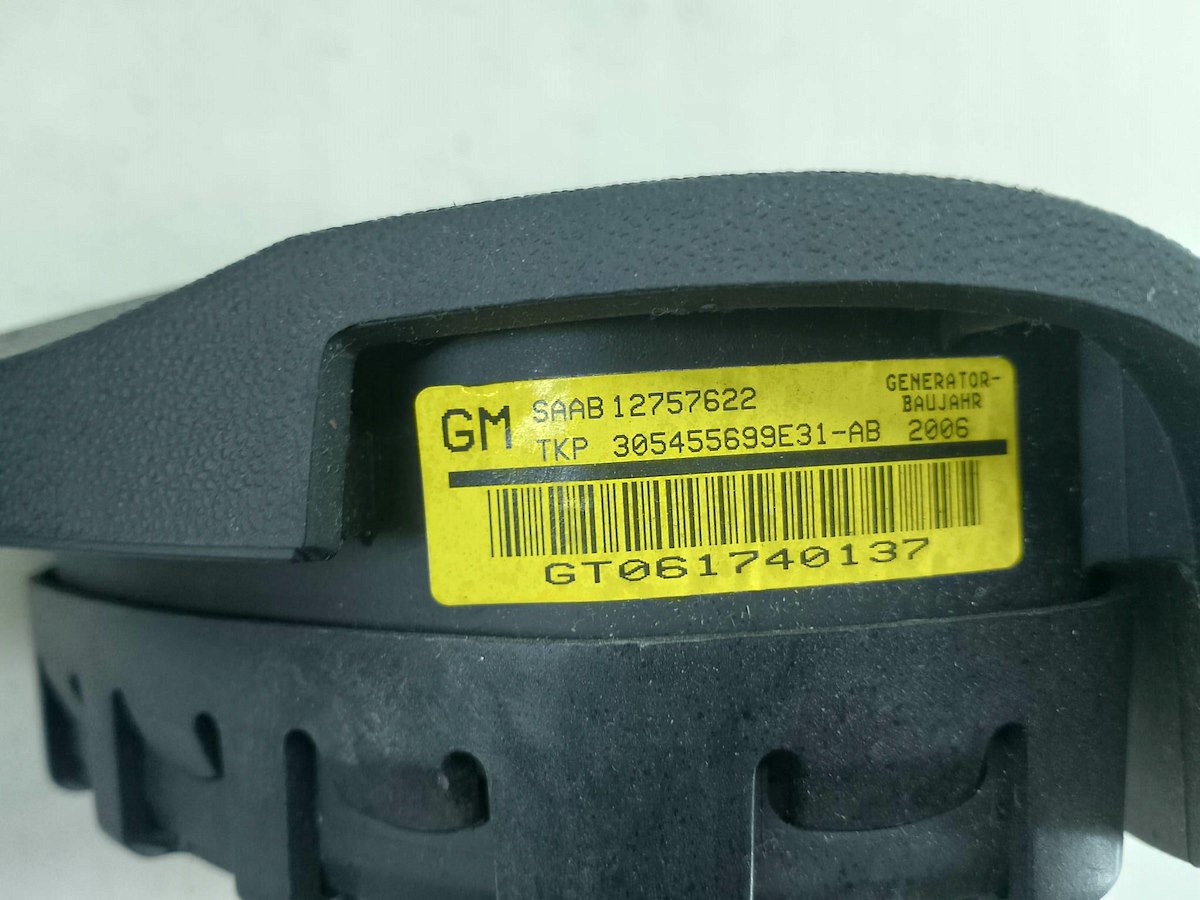 GM SAAB 12757622 GENERATOR-
BAUJAHR
TKP 305455699E31-AB 2006
GT061740137